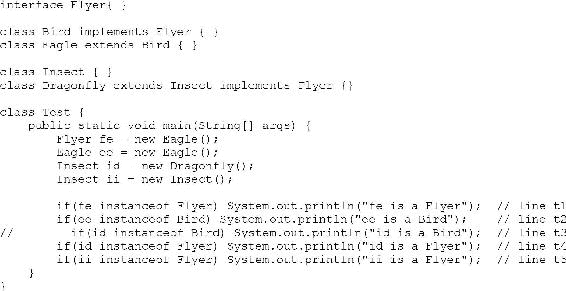 interface Flyer{ }
class Bird implements Flyer { }
class Eagle extends Bird { }
class Insect { }
class Dragonfly extends Insect implements Flyer {}
class Test {
public static void main(String[] args) {
Flyer fe = new Eagle();
Eagle ee = new Eagle();
Insect id = new Dragonfly();
Insect ii = new Insect();
if(fe instanceof Flyer) System.out.println("fe is a Flyer"); // line t1
if(ee instanceof Bird) System.out.println("ee is a Bird"); // line t2
// if(id instanceof Bird) System.out.println("id is a Bird"); // line t3
if(id instanceof Flyer) System.out.println("id is a Flyer"); // line t4
if(ii instanceof Flyer) System.out.println("ii is a Flyer"); // line t5
}
}